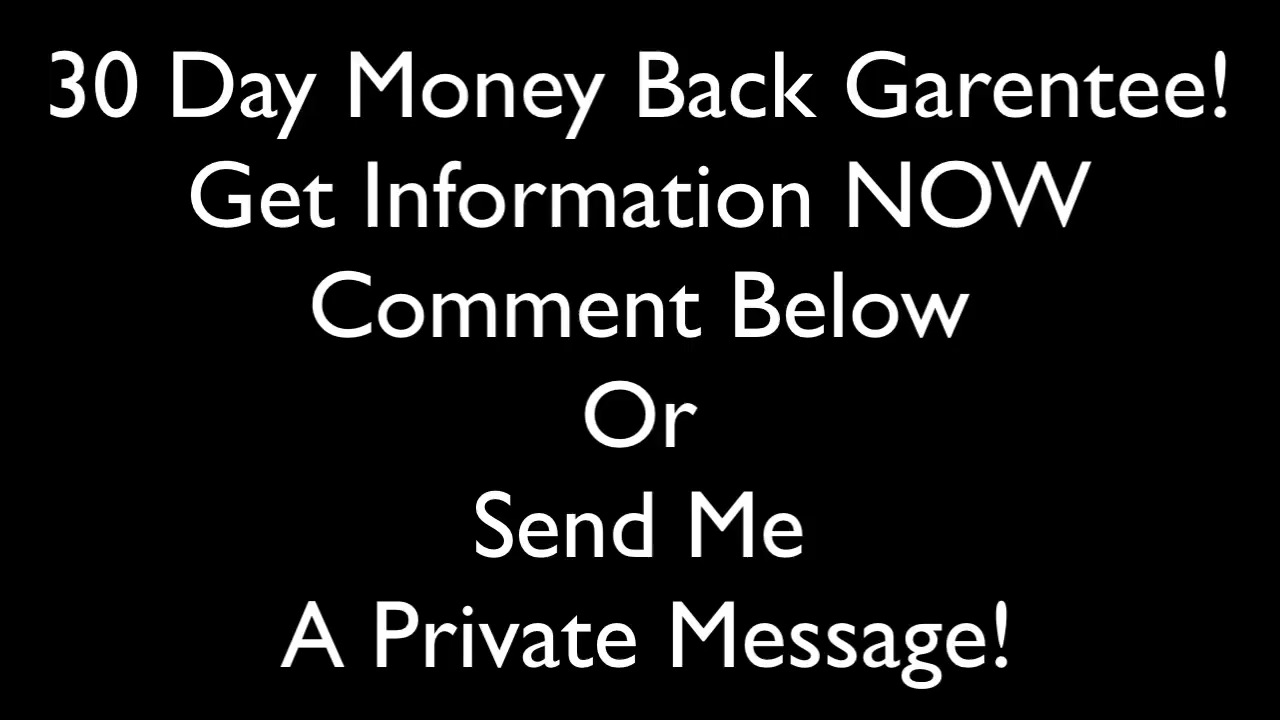 30 Day Money Back Garentee!
Get Information NOW
Comment Below
Or
Send Me
A Private Message!